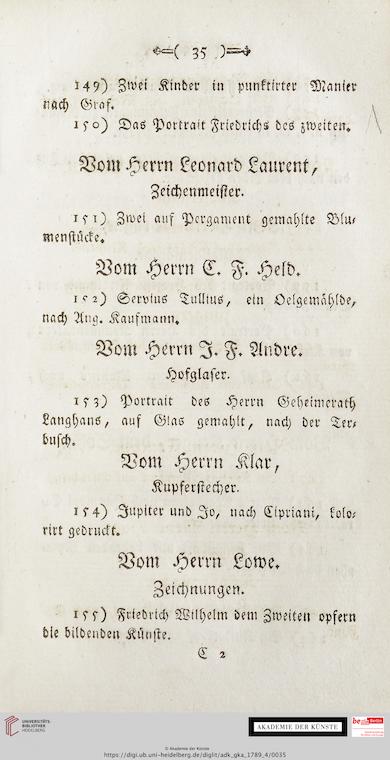 ( 35 )
149) Zwei Kinder in punktirter Manier
nach Graf.
150) Das Portrait Friedrichs des zweiten.
Vom Herrn Leonard Laurent,
Zeichenmeister.
151) Zwei auf Pergament gemahlte Blu-
menstücke.
Vom Herrn C. F. Held.
152) Servius Tullius, ein Oelgemählde,
nach Ang. Kaufmann.
Vom Herrn J. F. Andre.
Hofglaser.
153) Portrait des Herrn Geheimerath
Langhans, auf Glas gemahlt, nach der Ter-
busch.
Vom Herrn Klar,
Kupferstecher.
154) Jupiter und Jo, nach Cipriani, kolo-
rirt gedruckt.
Vom Herrn Lowe.
Zeichnungen.
155) Friedrich Wilhelm dem Zweiten opfern
die bildenden Künste.
C 2
UNIVERSITÄTS-
BIBLIOTHEK
HEIDELBERG
AKADEMIE DER KÜNSTE
be Berlin
© Akademie der Künste
https://digi.ub.uni-heidelberg.de/diglit/adk_gka_1789_4/0035